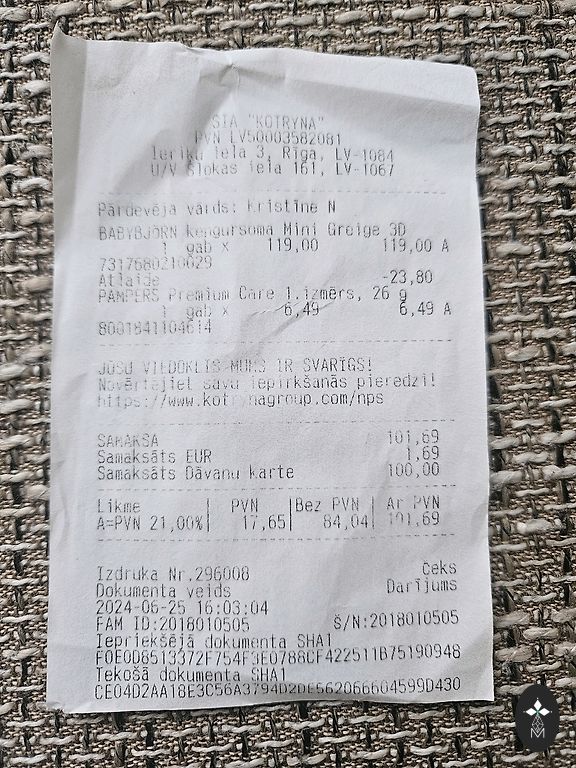 SIA "KOTRYNA"
PVN LV50003582081
Ieriķu iela 3, Rīga, LV-1084
U/V Slokas iela 161, LV-1067
Pārdevēja vārds: Kristīne N
BABYBJORN Ķengursoma Mini Greige 3D
1 gab x 119,00 119,00 A
7317680210029
Atlaide -23,80
PAMPERS Premium Care 1.izmērs, 26 g
1 gab x 6,49 6,49 A
8001841104614
JŪSU VIEDOKLIS MUMS IR SVARĪGS!
Novērtējiet savu iepirkšanās pieredzi!
https://www.kotrynagroup.com/nps
SAMAKSA 101,69
Samaksāts EUR 1,69
Samaksāts Dāvanu karte 100,00
Likme PVN Bez PVN Ar PVN
A=PVN 21,00% 17,65 84,04 101,69
Izdruka Nr.296008 Čeks
Dokumenta veids Darījums
2024-06-25 16:03:04
FAM ID:2018010505 S/N:2018010505
Iepriekšējā dokumenta SHA1
F0E0D8513372F754F3E0788CF422511B75190948
Tekošā dokumenta SHA1
CE04D2AA18E3C56A3794D2DE562066604599D430